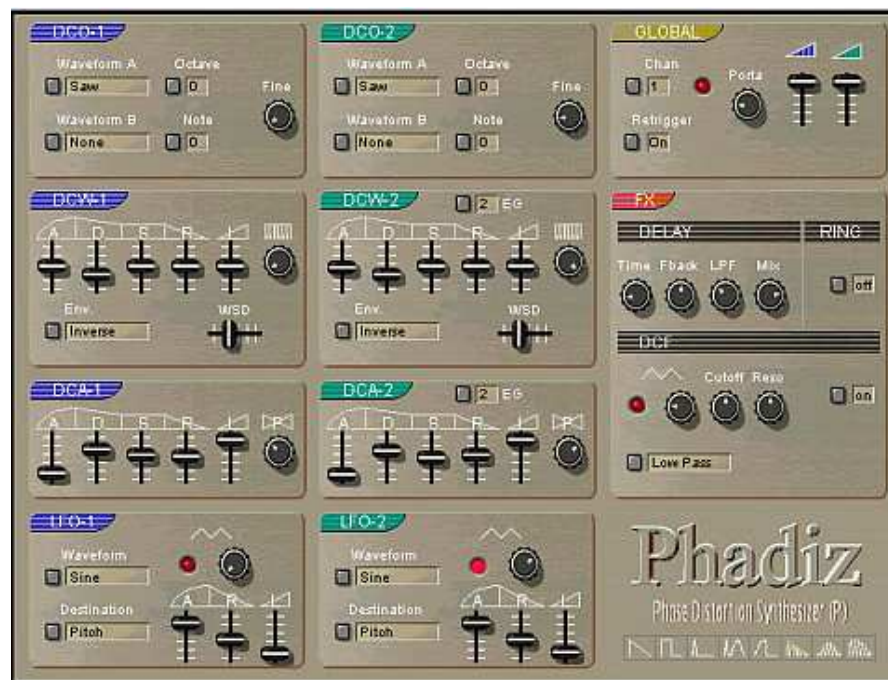 DCO-1
Waveform A Octave
Saw 0
Fine
Waveform B Note
None 0
DCO-2
Waveform A Octave
Saw 0
Fine
Waveform B Note
None 0
GLOBAL
Chan
1
Porta
Retrigger
On
DCW-1
A D S R
Env.
Inverse
WSD
DCW-2
2 EG
A D S R
Env.
Inverse
WSD
FX
DELAY RING
Time Fback LPF Mix
off
DCF
Cutoff Reso
on
Low Pass
DCA-1
A D S R
P
DCA-2
2 EG
A D S R
P
LFO-1
Waveform
Sine
Destination
Pitch
A R
LFO-2
Waveform
Sine
Destination
Pitch
A R
Phadiz
Phase Distortion Synthesizer (P)